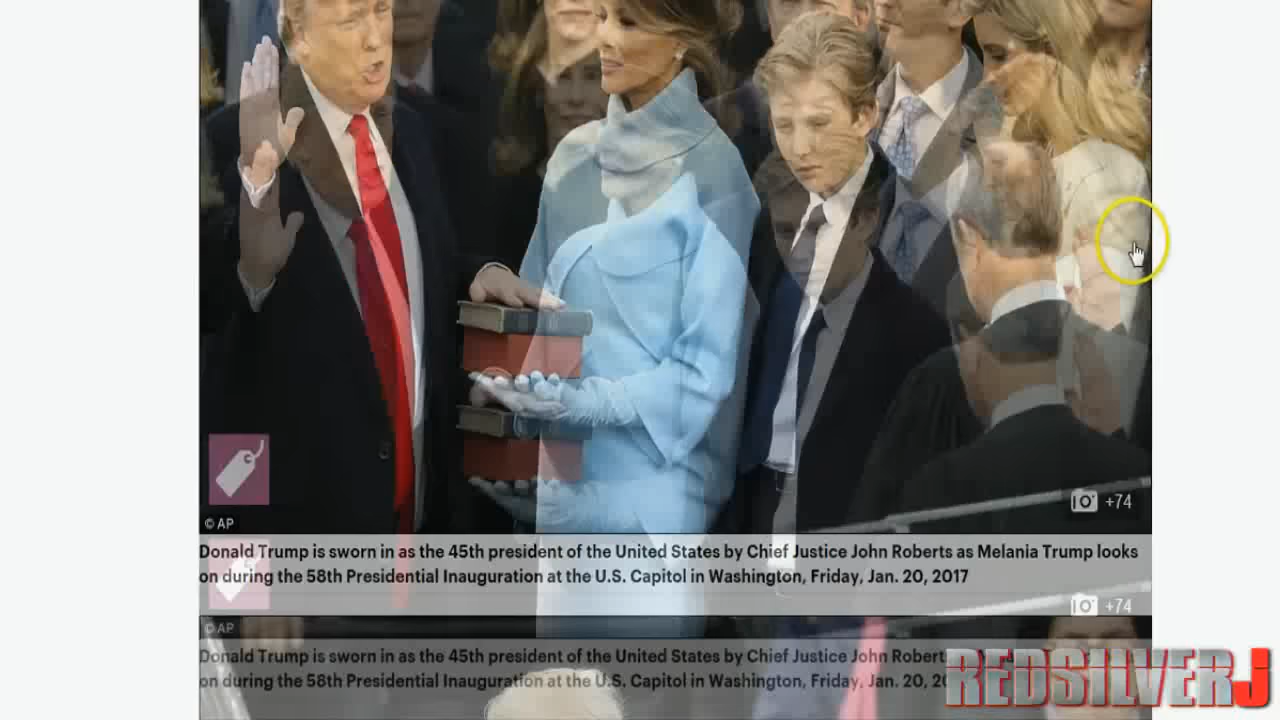 +74
© AP
Donald Trump is sworn in as the 45th president of the United States by Chief Justice John Roberts as Melania Trump looks
on during the 58th Presidential Inauguration at the U.S. Capitol in Washington, Friday, Jan. 20, 2017
+74
© AP
Donald Trump is sworn in as the 45th president of the United States by Chief Justice John Roberts
on during the 58th Presidential Inauguration at the U.S. Capitol in Washington, Friday, Jan. 20, 20
REDSILVERJ